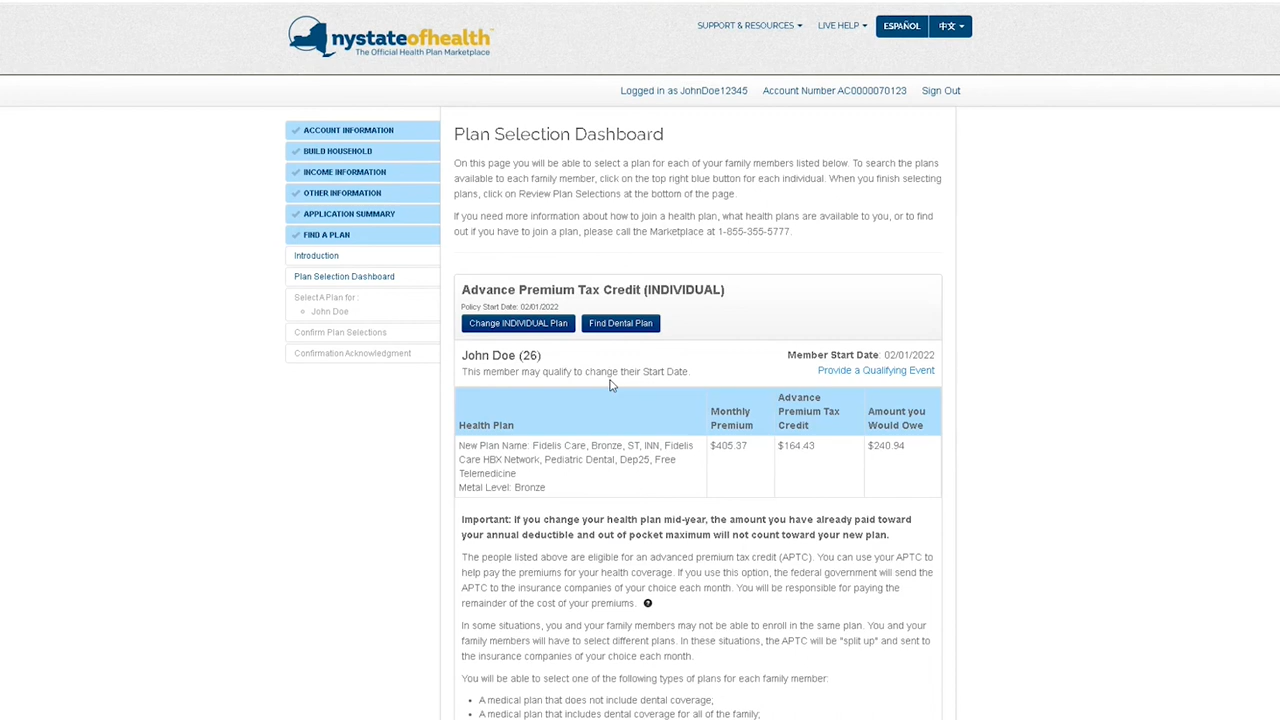 nystateofhealth™
The Official Health Plan Marketplace
SUPPORT & RESOURCES
LIVE HELP
ESPAÑOL
中文
Logged in as JohnDoe12345 Account Number AC0000070123 Sign Out
ACCOUNT INFORMATION
BUILD HOUSEHOLD
INCOME INFORMATION
OTHER INFORMATION
APPLICATION SUMMARY
FIND A PLAN
Introduction
Plan Selection Dashboard
Select A Plan for :
John Doe
Confirm Plan Selections
Confirmation Acknowledgment
Plan Selection Dashboard
On this page you will be able to select a plan for each of your family members listed below. To search the plans
available to each family member, click on the top right blue button for each individual. When you finish selecting
plans, click on Review Plan Selections at the bottom of the page.
If you need more information about how to join a health plan, what health plans are available to you, or to find
out if you have to join a plan, please call the Marketplace at 1-855-355-5777.
Advance Premium Tax Credit (INDIVIDUAL)
Policy Start Date: 02/01/2022
Change INDIVIDUAL Plan
Find Dental Plan
John Doe (26)
This member may qualify to change their Start Date.
Member Start Date: 02/01/2022
Provide a Qualifying Event
Health Plan
Monthly
Premium
Advance
Premium Tax
Credit
Amount you
Would Owe
New Plan Name: Fidelis Care, Bronze, ST, INN, Fidelis
Care HBX Network, Pediatric Dental, Dep25, Free
Telemedicine
Metal Level: Bronze
$405.37
$164.43
$240.94
Important: If you change your health plan mid-year, the amount you have already paid toward
your annual deductible and out of pocket maximum will not count toward your new plan.
The people listed above are eligible for an advanced premium tax credit (APTC). You can use your APTC to
help pay the premiums for your health coverage. If you use this option, the federal government will send the
APTC to the insurance companies of your choice each month. You will be responsible for paying the
remainder of the cost of your premiums. ?
In some situations, you and your family members may not be able to enroll in the same plan. You and your
family members will have to select different plans. In these situations, the APTC will be "split up" and sent to
the insurance companies of your choice each month.
You will be able to select one of the following types of plans for each family member:
• A medical plan that does not include dental coverage;
• A medical plan that includes dental coverage for all of the family;